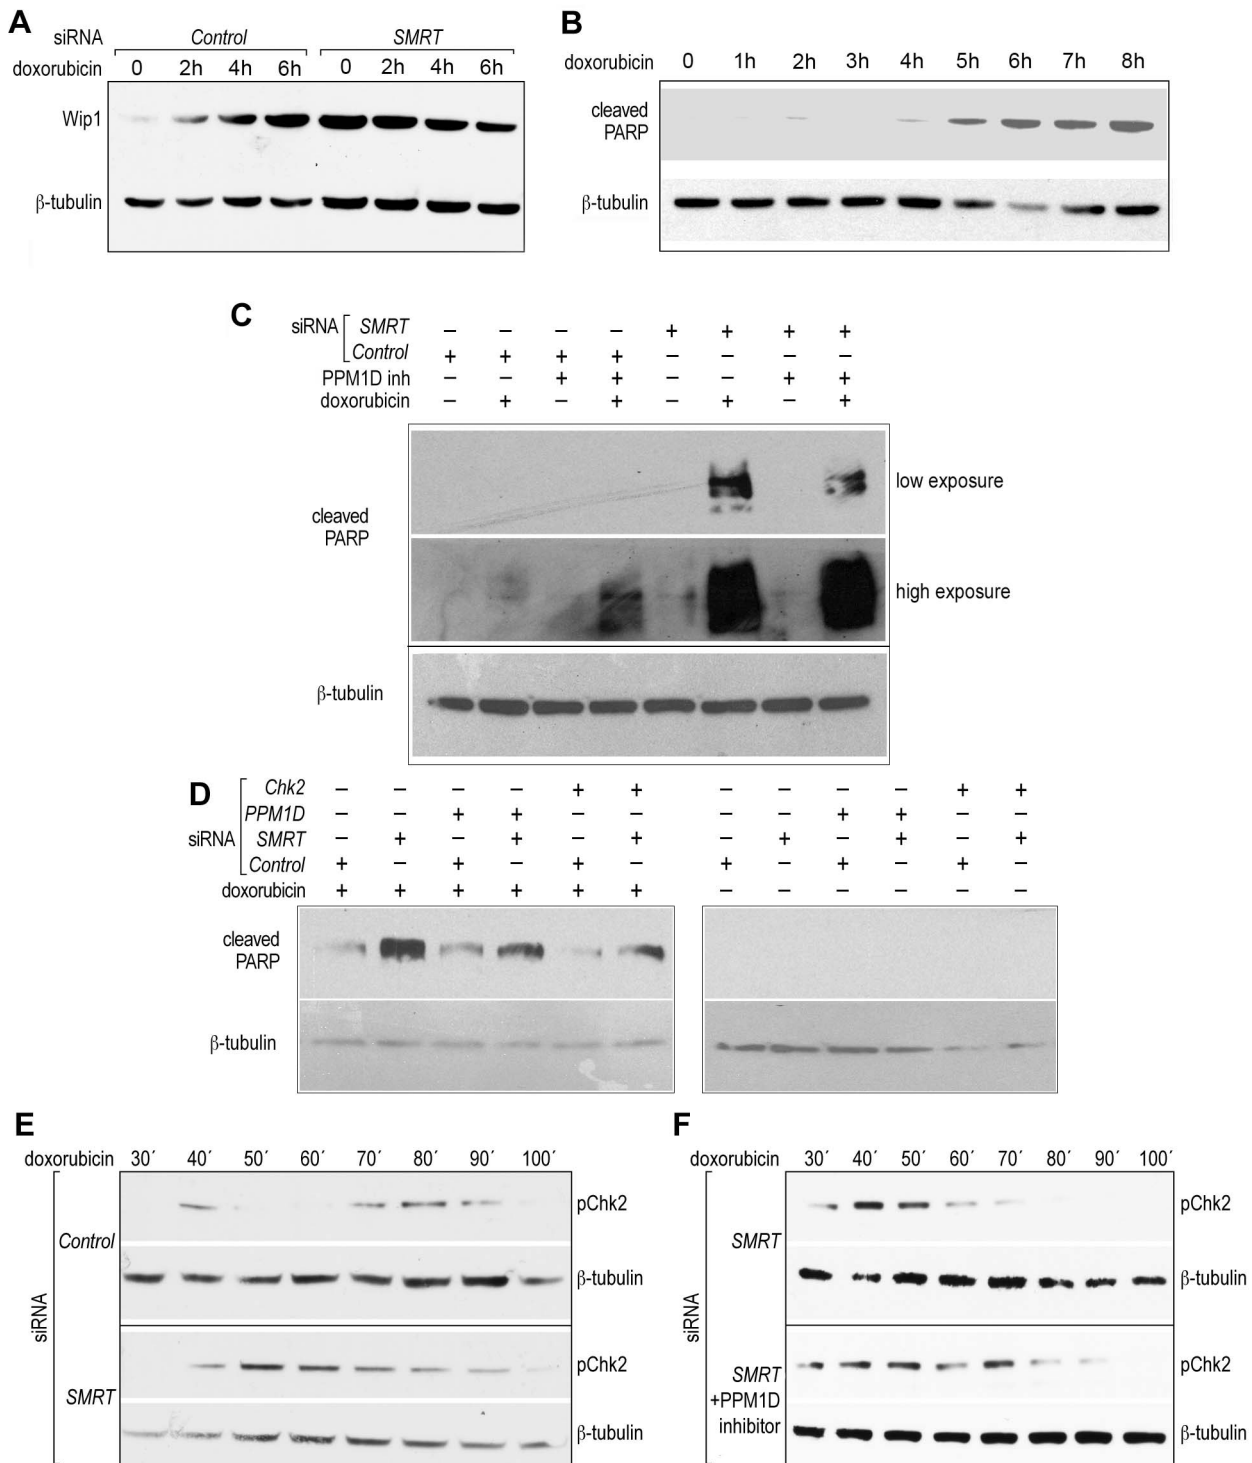 A
siRNA Control SMRT
doxorubicin 0 2h 4h 6h 0 2h 4h 6h
Wip1
β-tubulin
B
doxorubicin 0 1h 2h 3h 4h 5h 6h 7h 8h
cleaved
PARP
β-tubulin
C
siRNA SMRT – – – – + + + +
Control + + + + – – – –
PPM1D inh – – + + – – + +
doxorubicin – + – + – + – +
cleaved
PARP
low exposure
high exposure
β-tubulin
D
Chk2 – – – – + + – – – – + +
PPM1D – – + + – – – – + + – –
siRNA SMRT – + – + – + – + – + – +
Control + – + – + – + – + – + –
doxorubicin + + + + + + – – – – – –
cleaved
PARP
β-tubulin
E
doxorubicin 30´ 40´ 50´ 60´ 70´ 80´ 90´ 100´
siRNA
Control
pChk2
β-tubulin
SMRT
pChk2
β-tubulin
F
doxorubicin 30´ 40´ 50´ 60´ 70´ 80´ 90´ 100´
siRNA
SMRT
pChk2
β-tubulin
SMRT
+PPM1D
inhibitor
pChk2
β-tubulin